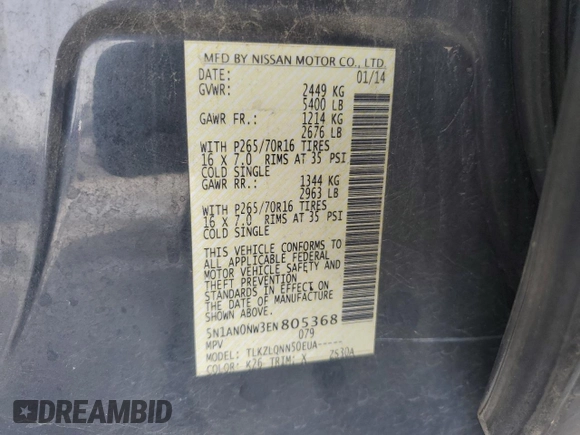 MFD BY NISSAN MOTOR CO., LTD.
DATE: 01/14
GVWR: 2449 KG
5400 LB
GAWR FR.: 1214 KG
2676 LB
WITH P265/70R16 TIRES
16 X 7.0 RIMS AT 35 PSI
COLD SINGLE
GAWR RR.: 1344 KG
2963 LB
WITH P265/70R16 TIRES
16 X 7.0 RIMS AT 35 PSI
COLD SINGLE
THIS VEHICLE CONFORMS TO
ALL APPLICABLE FEDERAL
MOTOR VEHICLE SAFETY AND
THEFT PREVENTION
STANDARDS IN EFFECT ON
THE DATE OF MANUFACTURE
SHOWN ABOVE.
5N1AN0NW3EN805368
MPV 079
MODEL: TLKZLQNN50EUA-----
COLOR: K26 TRIM: X 2S30A
DREAMBID